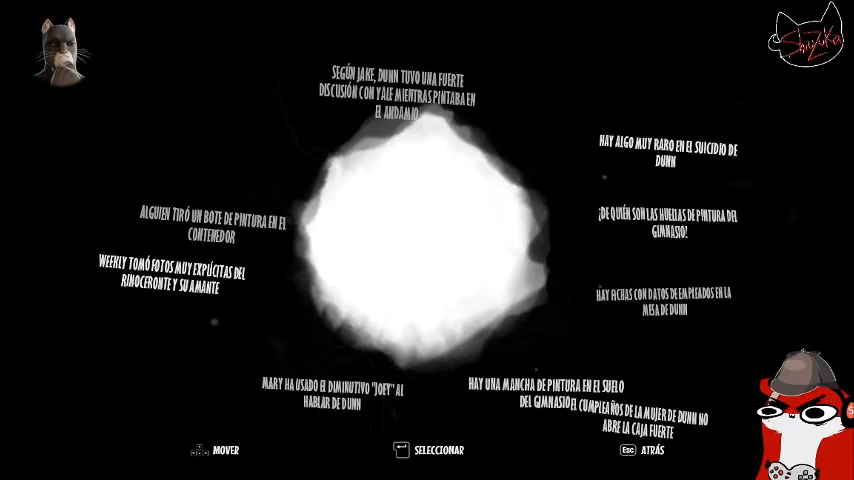 Shizuka
SEGÚN JAKE, DUNN TUVO UNA FUERTE
DISCUSIÓN CON YALE MIENTRAS PINTABA
EN EL ANDAMIO
HAY ALGO MUY RARO EN EL SUICIDIO DE
DUNN
ALGUIEN TIRÓ UN BOTE DE PINTURA EN EL
CONTENEDOR
¿DE QUIÉN SON LAS HUELLAS DE PINTURA DEL
GIMNASIO?
WEEKLY TOMÓ FOTOS MUY EXPLÍCITAS DEL
RINOCERONTE Y SU AMANTE
HAY FICHAS CON DATOS DE EMPLEADOS EN LA
MESA DE DUNN
MARY HA USADO EL DIMINUTIVO "JOEY" AL
HABLAR DE DUNN
HAY UNA MANCHA DE PINTURA EN EL SUELO
DEL GIMNASIO
EL CUMPLEAÑOS DE LA MUJER DE DUNN NO
ABRE LA CAJA FUERTE
MOVER
SELECCIONAR
Esc ATRÁS